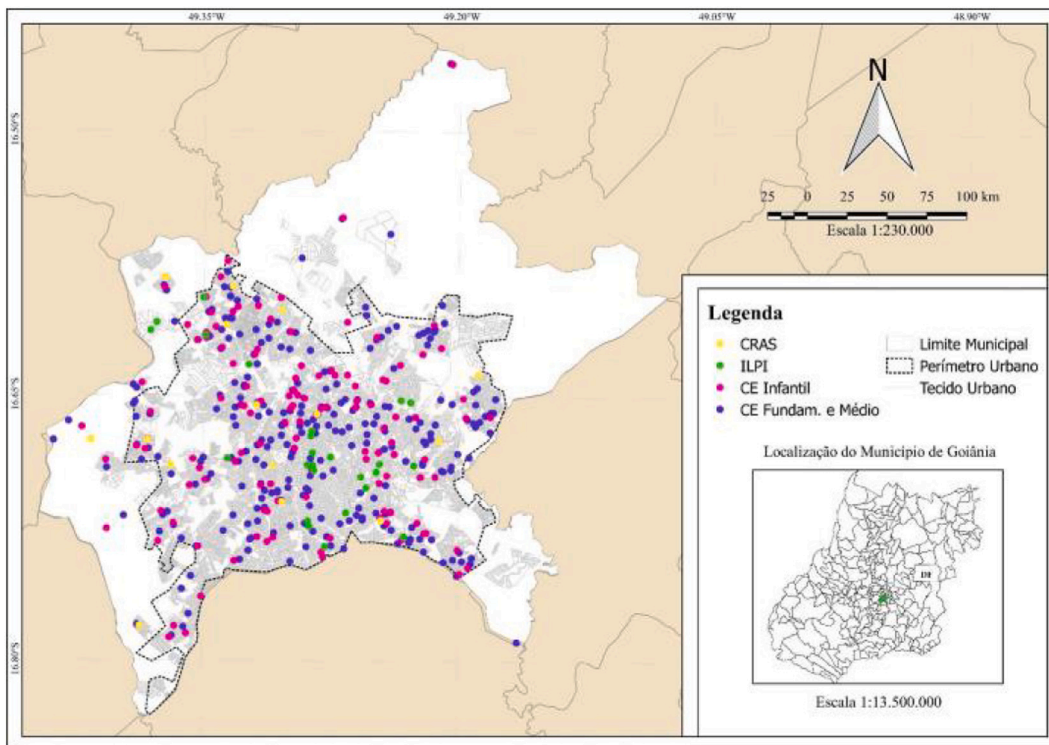 49.35°W 49.20°W 49.05°W 48.90°W
16.50°S
16.65°S
16.80°S
N
25 0 25 50 75 100 km
Escala 1:230.000
Legenda
CRAS
ILPI
CE Infantil
CE Fundam. e Médio
Limite Municipal
Perímetro Urbano
Tecido Urbano
Localização do Município de Goiânia
DF
Escala 1:13.500.000